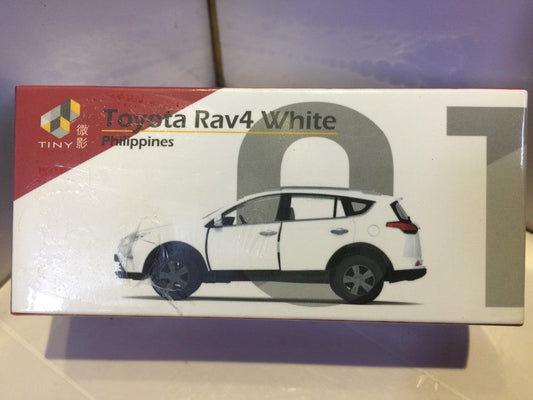 Toyota Rav4 White
Philippines
微影
TINY
01